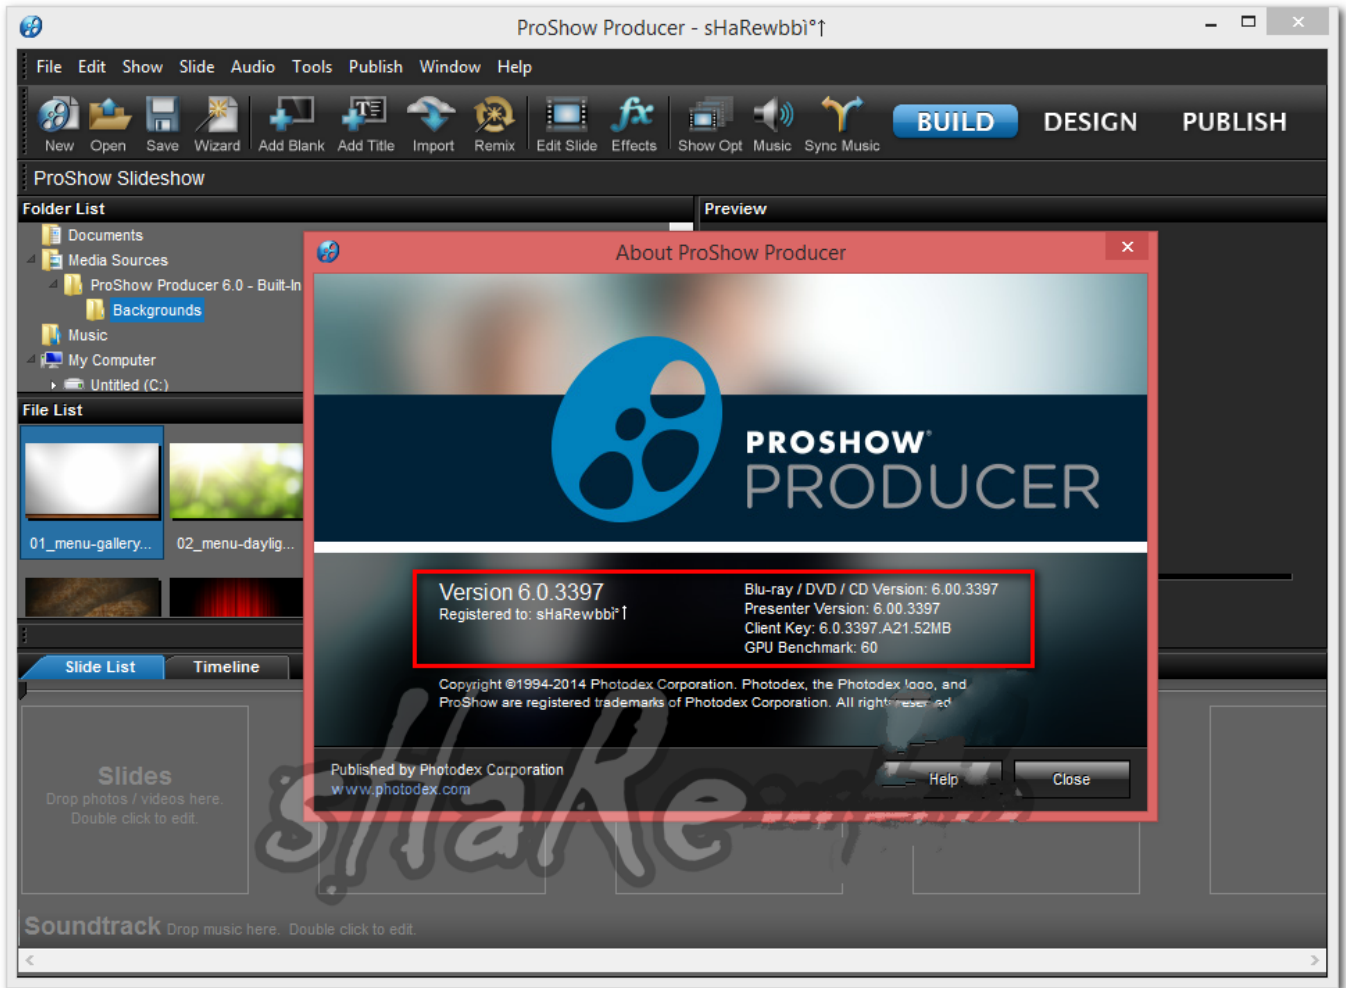 ProShow Producer - sHaRewbbì°↑
File Edit Show Slide Audio Tools Publish Window Help
New Open Save Wizard Add Blank Add Title Import Remix Edit Slide Effects Show Opt Music Sync Music
BUILD DESIGN PUBLISH
ProShow Slideshow
Folder List
Preview
Documents
Media Sources
ProShow Producer 6.0 - Built-In
Backgrounds
Music
My Computer
Untitled (C:)
File List
01_menu-gallery...
02_menu-daylig...
About ProShow Producer
PROSHOW®
PRODUCER
Version 6.0.3397
Registered to: sHaRewbbì°↑
Blu-ray / DVD / CD Version: 6.00.3397
Presenter Version: 6.00.3397
Client Key: 6.0.3397.A21.52MB
GPU Benchmark: 60
Copyright ©1994-2014 Photodex Corporation. Photodex, the Photodex logo, and
ProShow are registered trademarks of Photodex Corporation. All rights reserved
Published by Photodex Corporation
www.photodex.com
Help
Close
Slide List
Timeline
Slides
Drop photos / videos here.
Double click to edit.
sHaRe
Soundtrack Drop music here. Double click to edit.